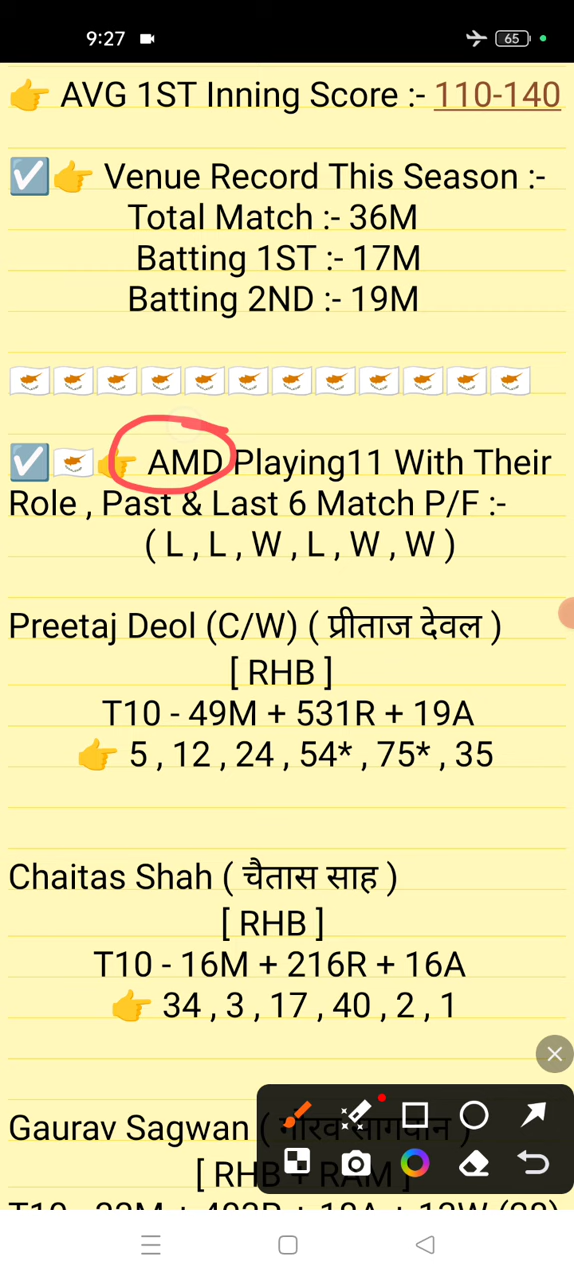 9:27
65
👉 AVG 1ST Inning Score :- 110-140
☑️👉 Venue Record This Season :-
Total Match :- 36M
Batting 1ST :- 17M
Batting 2ND :- 19M
🇨🇾🇨🇾🇨🇾🇨🇾🇨🇾🇨🇾🇨🇾🇨🇾🇨🇾🇨🇾🇨🇾🇨🇾
☑️🇨🇾👉 AMD Playing11 With Their
Role , Past & Last 6 Match P/F :-
( L , L , W , L , W , W )
Preetaj Deol (C/W) ( प्रीताज देवल )
[ RHB ]
T10 - 49M + 531R + 19A
👉 5 , 12 , 24 , 54* , 75* , 35
Chaitas Shah ( चैतास साह )
[ RHB ]
T10 - 16M + 216R + 16A
👉 34 , 3 , 17 , 40 , 2 , 1
Gaurav Sagwan ( गौरव सागवान )
[ RHB + RAM ]